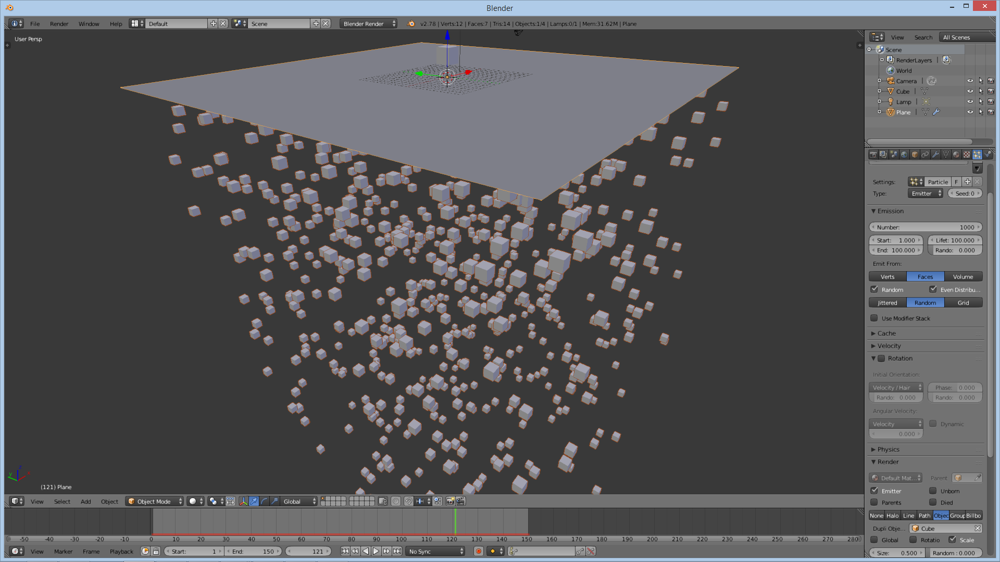 Blender
File Render Window Help Default Scene Blender Render v2.78 | Verts:12 | Faces:7 | Tris:14 | Objects:1/4 | Lamps:0/1 | Mem:31.62M | Plane
User Persp
View Search All Scenes
Scene
RenderLayers
World
Camera
Cube
Lamp
Plane
Settings: Particle F
Type: Emitter Seed: 0
Emission
Number: 1000
Start: 1.000 Lifet: 100.000
End: 100.000 Rando: 0.000
Emit From:
Verts Faces Volume
Random Even Distribu...
Jittered Random Grid
Use Modifier Stack
Cache
Velocity
Rotation
Initial Orientation:
Velocity / Hair Phase: 0.000
Rando: 0.000 Rando: 0.000
Angular Velocity:
Velocity Dynamic
0.000
Physics
Render
Default Mat... Parent
Emitter Unborn
Parents Died
None Halo Line Path Objec Group Billbo
Dupli Obje... Cube
Global Rotatio Scale
Size: 0.500 Random : 0.000
z
y x
(121) Plane
View Select Add Object Object Mode Global
-50 -40 -30 -20 -10 0 10 20 30 40 50 60 70 80 90 100 110 120 130 140 150 160 170 180 190 200 210 220 230 240 250 260 270 280
View Marker Frame Playback Start: 1 End: 150 121 No Sync